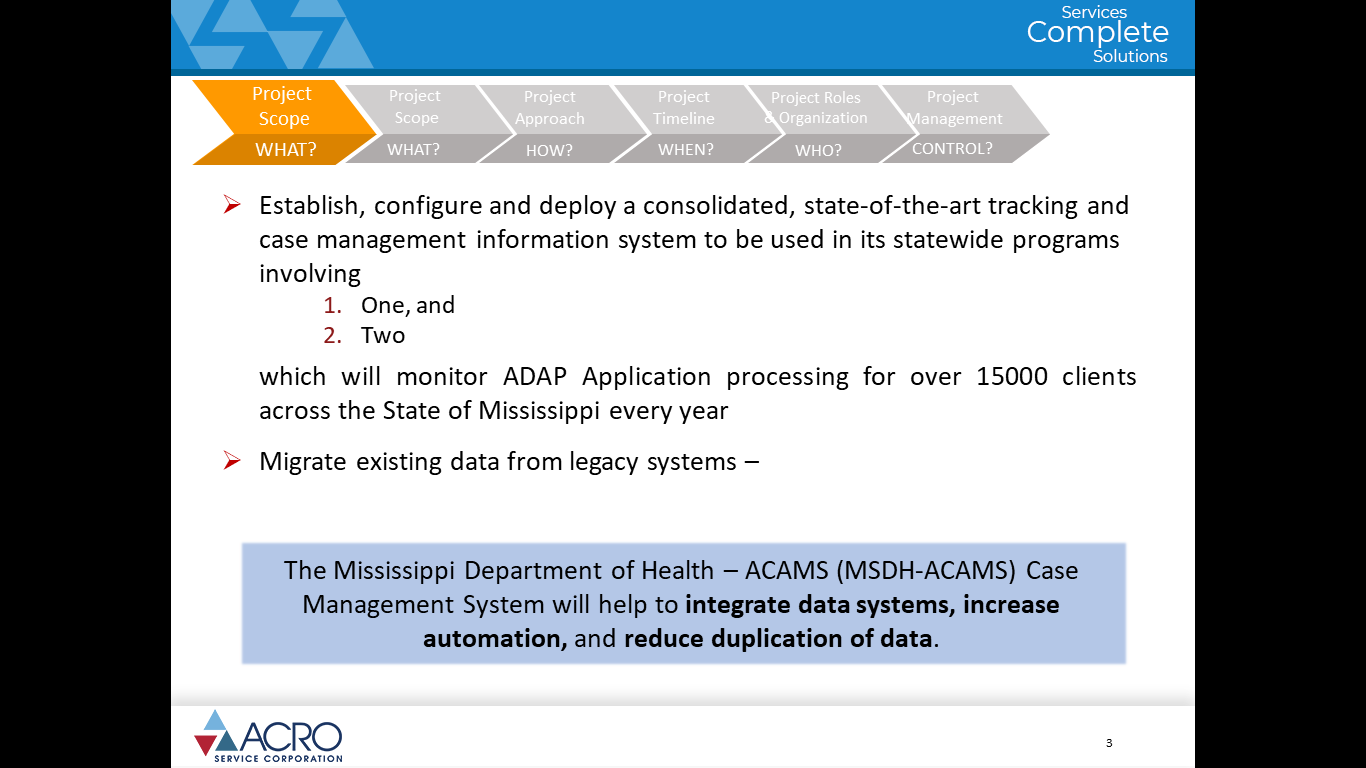 Services
Complete
Solutions
Project
Scope
WHAT?
Project
Scope
WHAT?
Project
Approach
HOW?
Project
Timeline
WHEN?
Project Roles
& Organization
WHO?
Project
Management
CONTROL?
Establish, configure and deploy a consolidated, state-of-the-art tracking and
case management information system to be used in its statewide programs
involving
1. One, and
2. Two
which will monitor ADAP Application processing for over 15000 clients
across the State of Mississippi every year
Migrate existing data from legacy systems –
The Mississippi Department of Health – ACAMS (MSDH-ACAMS) Case
Management System will help to integrate data systems, increase
automation, and reduce duplication of data.
ACRO
SERVICE CORPORATION
3